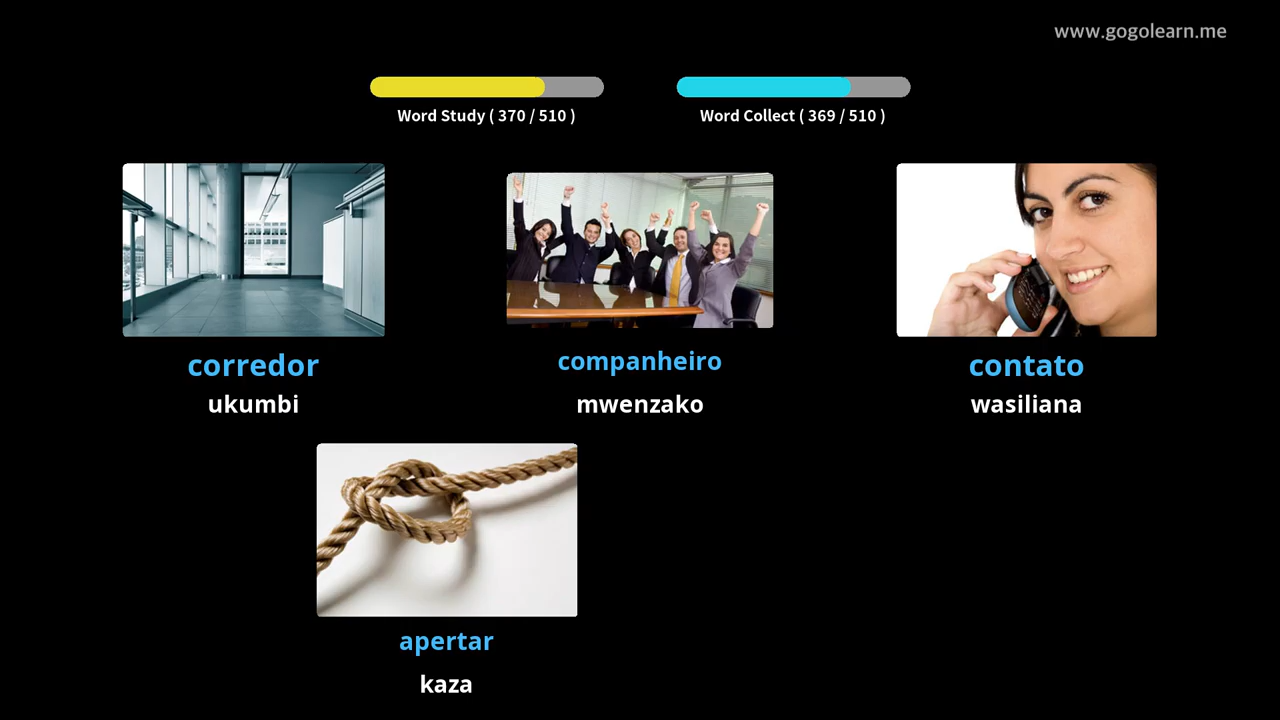 www.gogolearn.me
Word Study ( 370 / 510 )
Word Collect ( 369 / 510 )
corredor
ukumbi
companheiro
mwenzako
contato
wasiliana
apertar
kaza